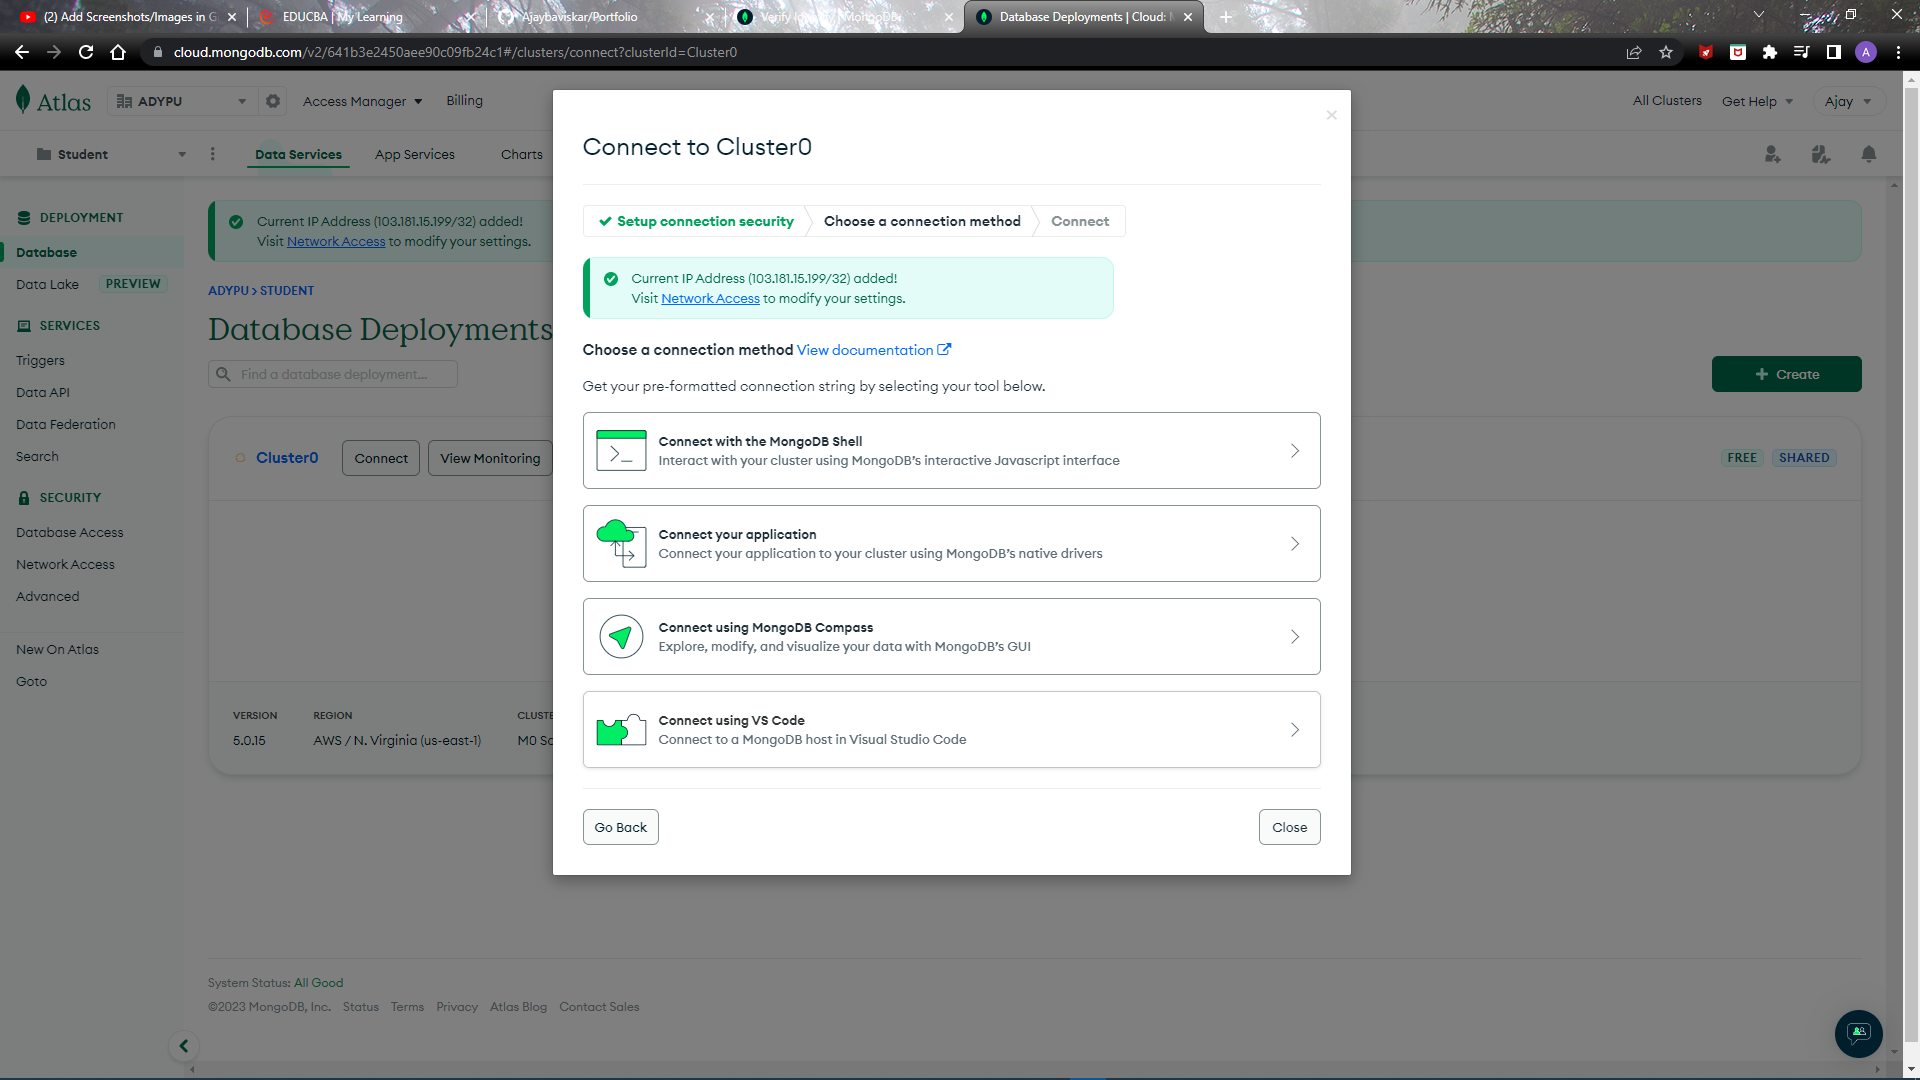 (2) Add Screenshots/Images in G
EDUCBA | My Learning
Ajaybaviskar/Portfolio
Database Deployments | Cloud:
cloud.mongodb.com/v2/641b3e2450aee90c09fb24c1#/clusters/connect?clusterId=Cluster0
A
Atlas
ADYPU
Access Manager
Billing
All Clusters
Get Help
Ajay
Student
Data Services
App Services
Charts
DEPLOYMENT
Database
Data Lake
PREVIEW
SERVICES
Triggers
Data API
Data Federation
Search
SECURITY
Database Access
Network Access
Advanced
New On Atlas
Goto
Current IP Address (103.181.15.199/32) added!
Visit Network Access to modify your settings.
ADYPU > STUDENT
Database Deployments
Find a database deployment...
+ Create
Cluster0
Connect
View Monitoring
FREE
SHARED
VERSION
REGION
5.0.15
AWS / N. Virginia (us-east-1)
Connect to Cluster0
Setup connection security
Choose a connection method
Connect
Current IP Address (103.181.15.199/32) added!
Visit Network Access to modify your settings.
Choose a connection method View documentation
Get your pre-formatted connection string by selecting your tool below.
Connect with the MongoDB Shell
Interact with your cluster using MongoDB's interactive Javascript interface
Connect your application
Connect your application to your cluster using MongoDB's native drivers
Connect using MongoDB Compass
Explore, modify, and visualize your data with MongoDB's GUI
Connect using VS Code
Connect to a MongoDB host in Visual Studio Code
Go Back
Close
System Status: All Good
©2023 MongoDB, Inc.
Status
Terms
Privacy
Atlas Blog
Contact Sales